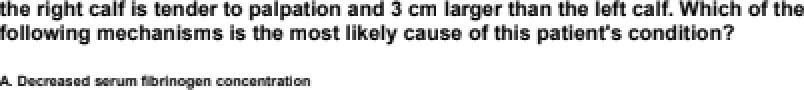 the right calf is tender to palpation and 3 cm larger than the left calf. Which of the
following mechanisms is the most likely cause of this patient's condition?
A. Decreased serum fibrinogen concentration